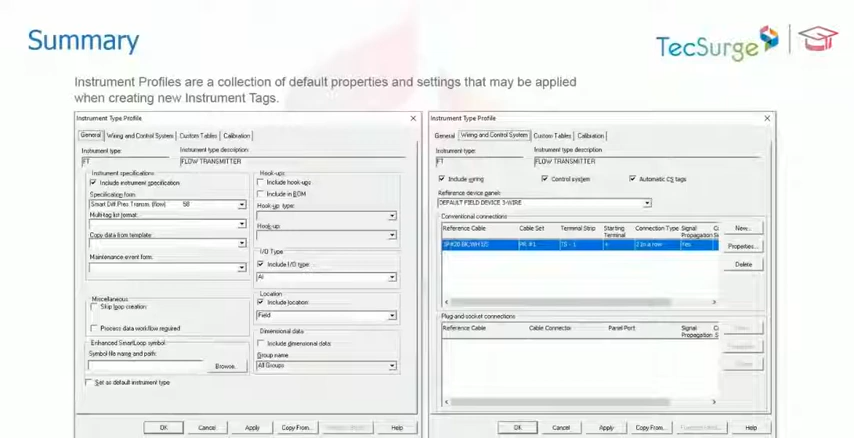 Summary
TecSurge
Instrument Profiles are a collection of default properties and settings that may be applied
when creating new Instrument Tags.
Instrument Type Profile
General Wiring and Control System Custom Tables Calibration
Instrument type: Instrument type description:
FT FLOW TRANSMITTER
Instrument specifications
Include instrument specification
Specification form:
Smart Diff Pres Transm. (flow) 58
Multi-tag list format:
Copy data from template:
Maintenance event form:
Miscellaneous
Skip loop creation
Process data workflow required
Enhanced SmartLoop symbol
Symbol file name and path:
Browse...
Set as default instrument type
Hook-ups
Include hook-ups
Include in BOM
Hook-up type:
Hook-up:
I/O Type
Include I/O type
AI
Location
Include location
Field
Dimensional data
Include dimensional data
Group name
All Groups
OK Cancel Apply Copy From... Help
Instrument Type Profile
General Wiring and Control System Custom Tables Calibration
Instrument type: Instrument type description:
FT FLOW TRANSMITTER
Include wiring Control system Automatic CS tags
Reference device panel:
DEFAULT FIELD DEVICE 3-WIRE
Conventional connections
Reference Cable Cable Set Terminal Strip Starting Terminal Connection Type Signal Propagation
PR #1 TS - 1 + 2 in a row Yes
New...
Properties...
Delete
Plug and socket connections
Reference Cable Cable Connector Panel Port Signal Propagation
OK Cancel Apply Copy From... Help